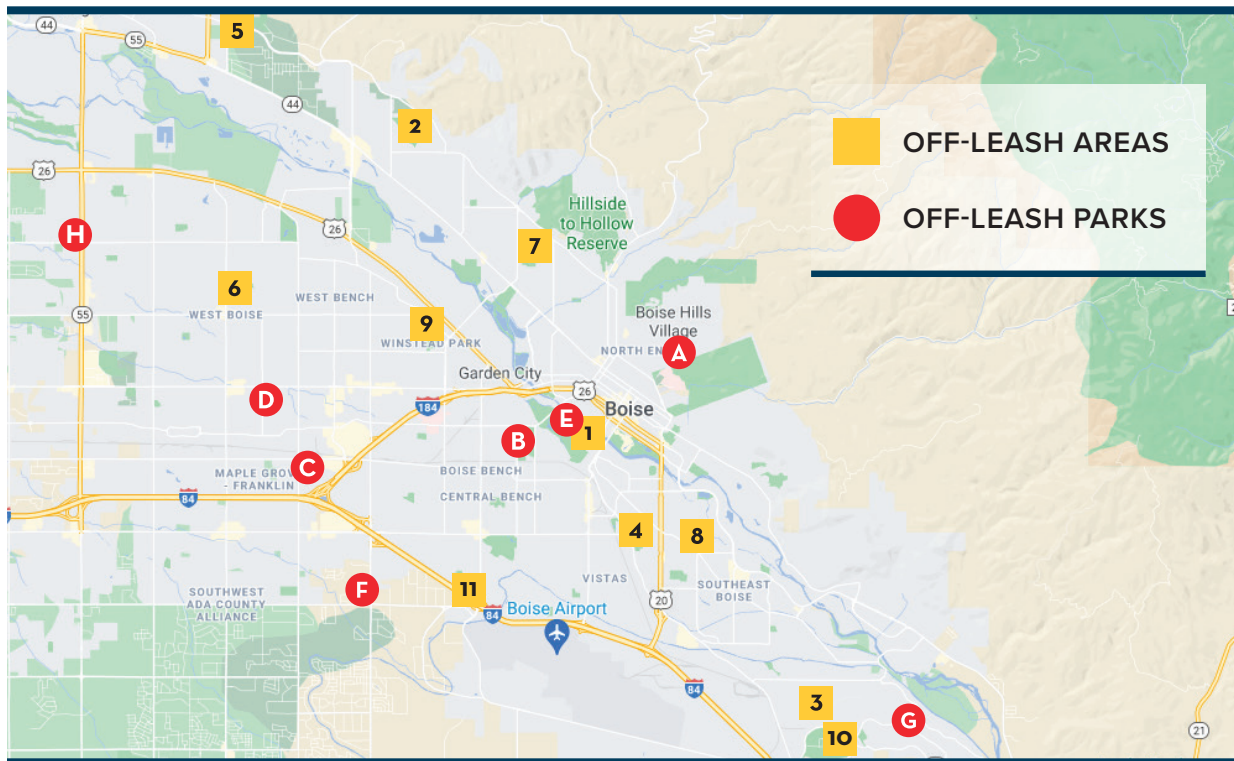 5
44
55
44
2
OFF-LEASH AREAS
OFF-LEASH PARKS
26
H
26
Hillside
to Hollow
Reserve
7
6
WEST BENCH
WEST BOISE
55
9
WINSTEAD PARK
Boise Hills
Village
NORTH EN
A
Garden City
26
Boise
D
184
E
1
B
C
MAPLE GROV
- FRANKLIN
BOISE BENCH
CENTRAL BENCH
84
4
8
VISTAS
SOUTHEAST
BOISE
F
11
SOUTHWEST
ADA COUNTY
ALLIANCE
84
Boise Airport
20
84
3
G
10
21